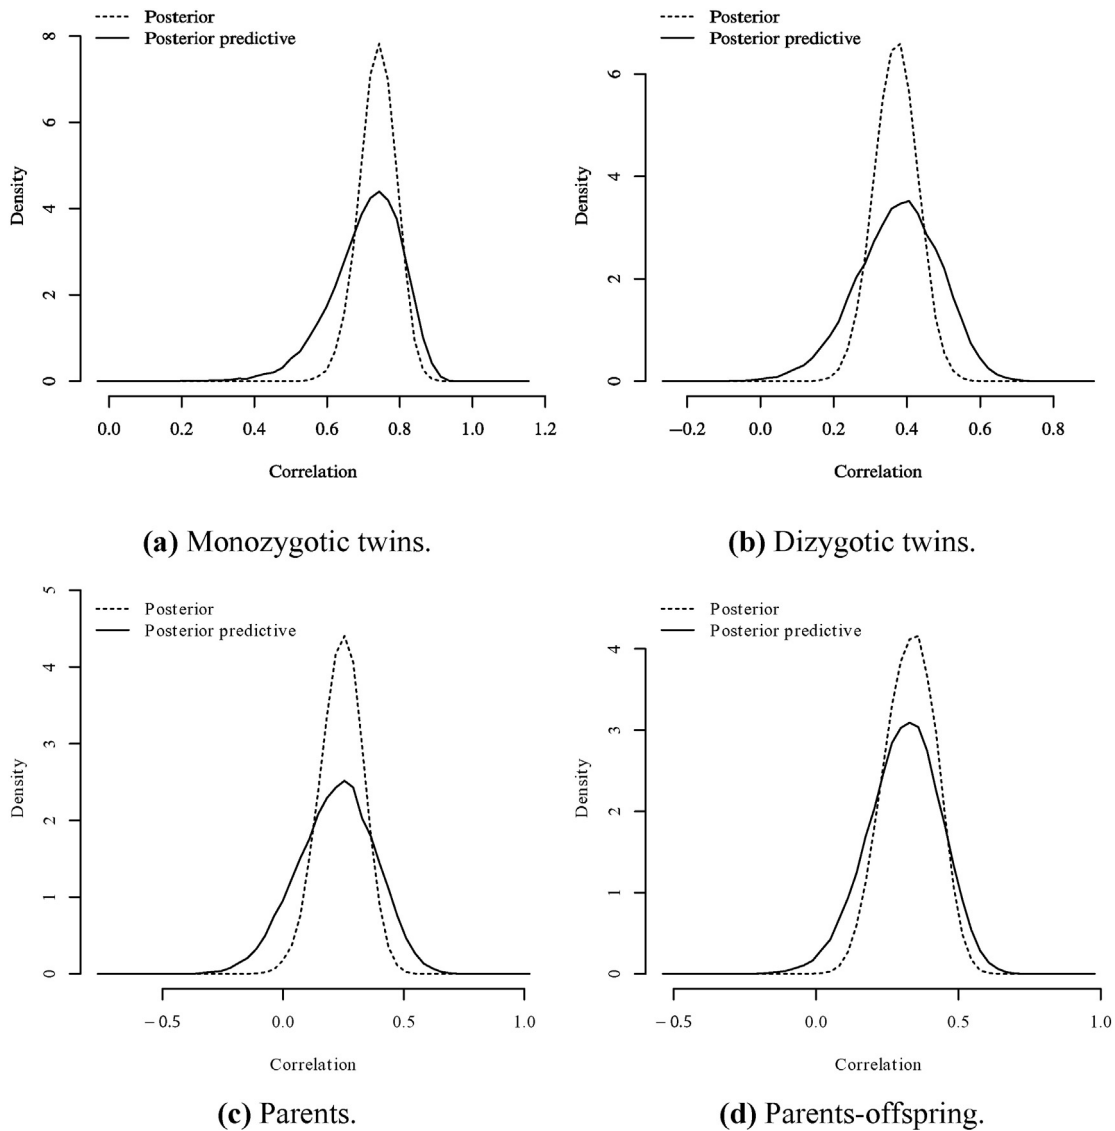 Posterior
Posterior predictive
8
6
4
2
0
Density
0.0 0.2 0.4 0.6 0.8 1.0 1.2
Correlation
(a) Monozygotic twins.
Posterior
Posterior predictive
6
4
2
0
Density
−0.2 0.0 0.2 0.4 0.6 0.8
Correlation
(b) Dizygotic twins.
Posterior
Posterior predictive
5
4
3
2
1
0
Density
−0.5 0.0 0.5 1.0
Correlation
(c) Parents.
Posterior
Posterior predictive
4
3
2
1
0
Density
−0.5 0.0 0.5 1.0
Correlation
(d) Parents-offspring.